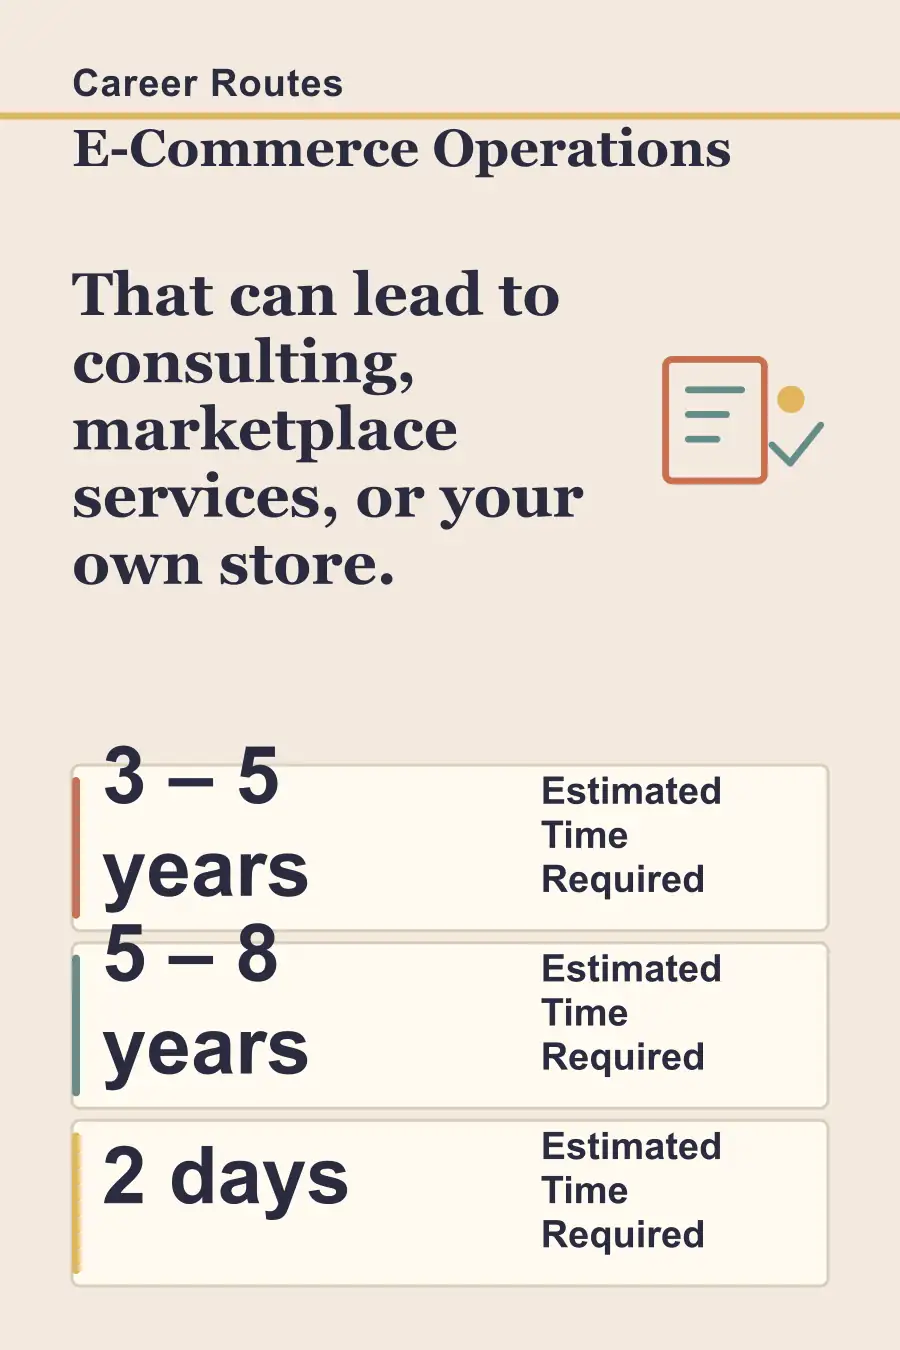 Career Routes
E-Commerce Operations
That can lead to
consulting,
marketplace
services, or your
own store.
3 – 5
years
Estimated
Time
Required
5 – 8
years
Estimated
Time
Required
2 days
Estimated
Time
Required